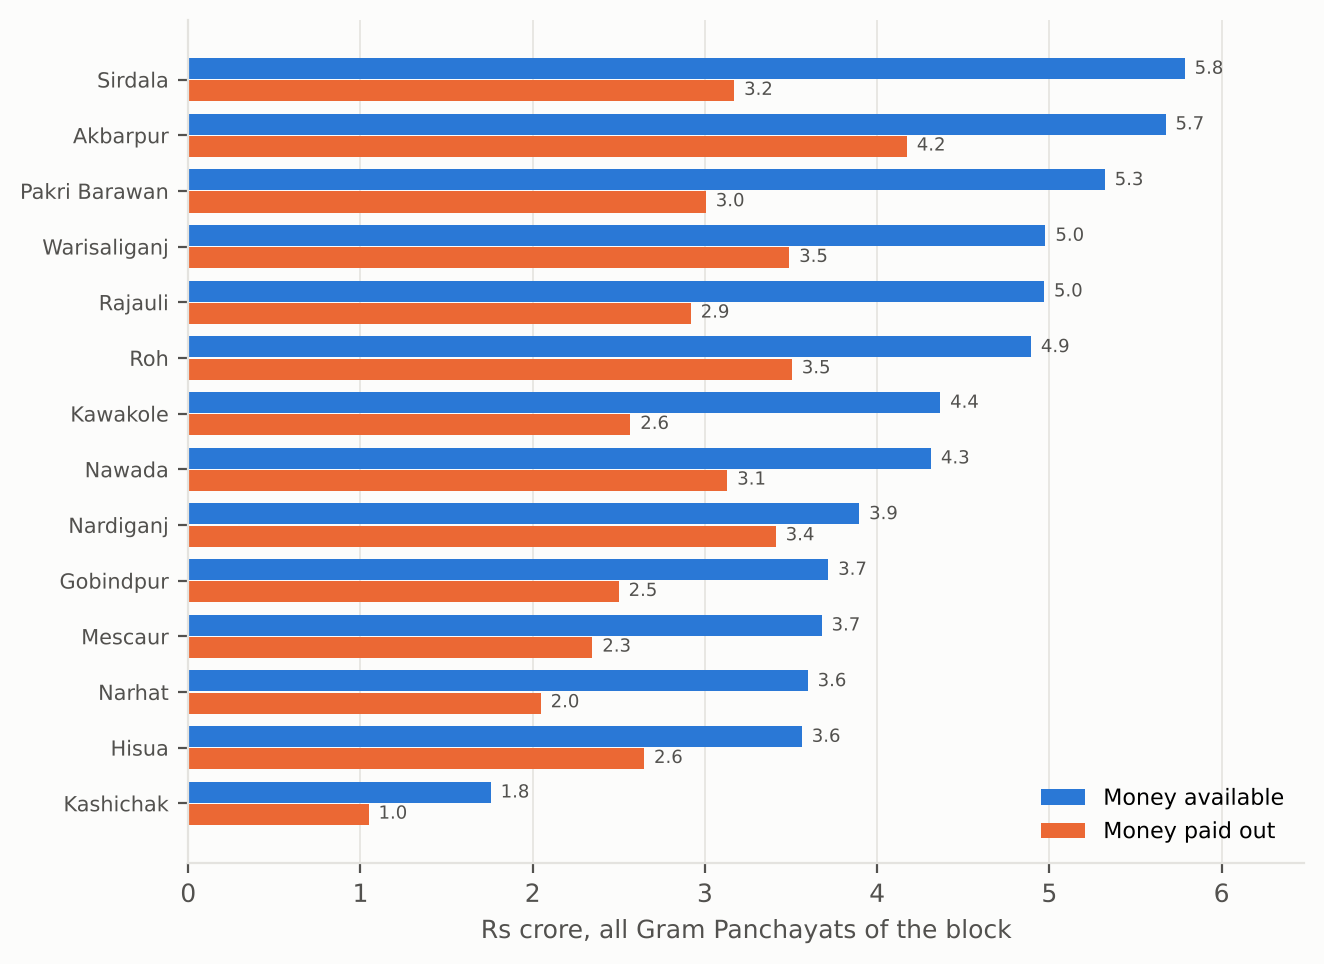 Sirdala 5.8
3.2
Akbarpur 5.7
4.2
Pakri Barawan 5.3
3.0
Warisaliganj 5.0
3.5
Rajauli 5.0
2.9
Roh 4.9
3.5
Kawakole 4.4
2.6
Nawada 4.3
3.1
Nardiganj 3.9
3.4
Gobindpur 3.7
2.5
Mescaur 3.7
2.3
Narhat 3.6
2.0
Hisua 3.6
2.6
Kashichak 1.8
1.0
Money available
Money paid out
0 1 2 3 4 5 6
Rs crore, all Gram Panchayats of the block